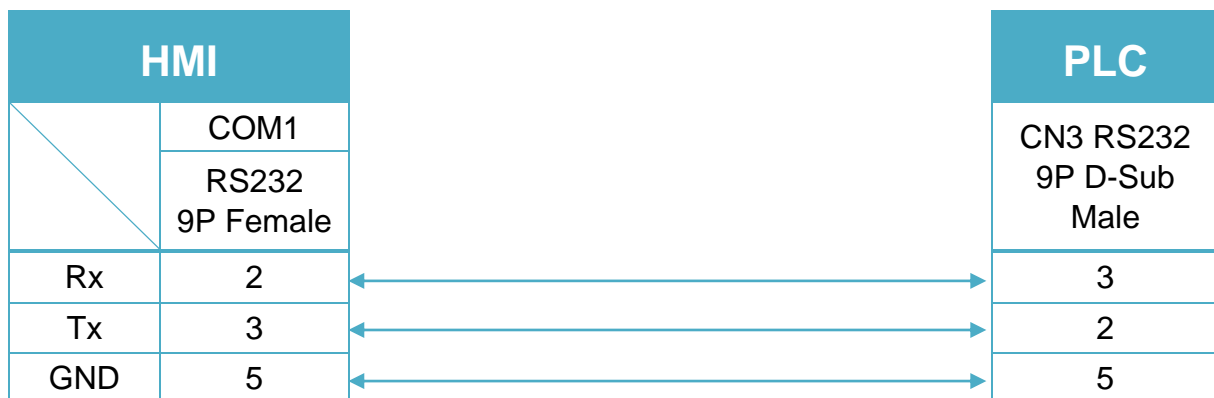 HMI
PLC
COM1
RS232
9P Female
CN3 RS232
9P D-Sub
Male
Rx 2 3
Tx 3 2
GND 5 5